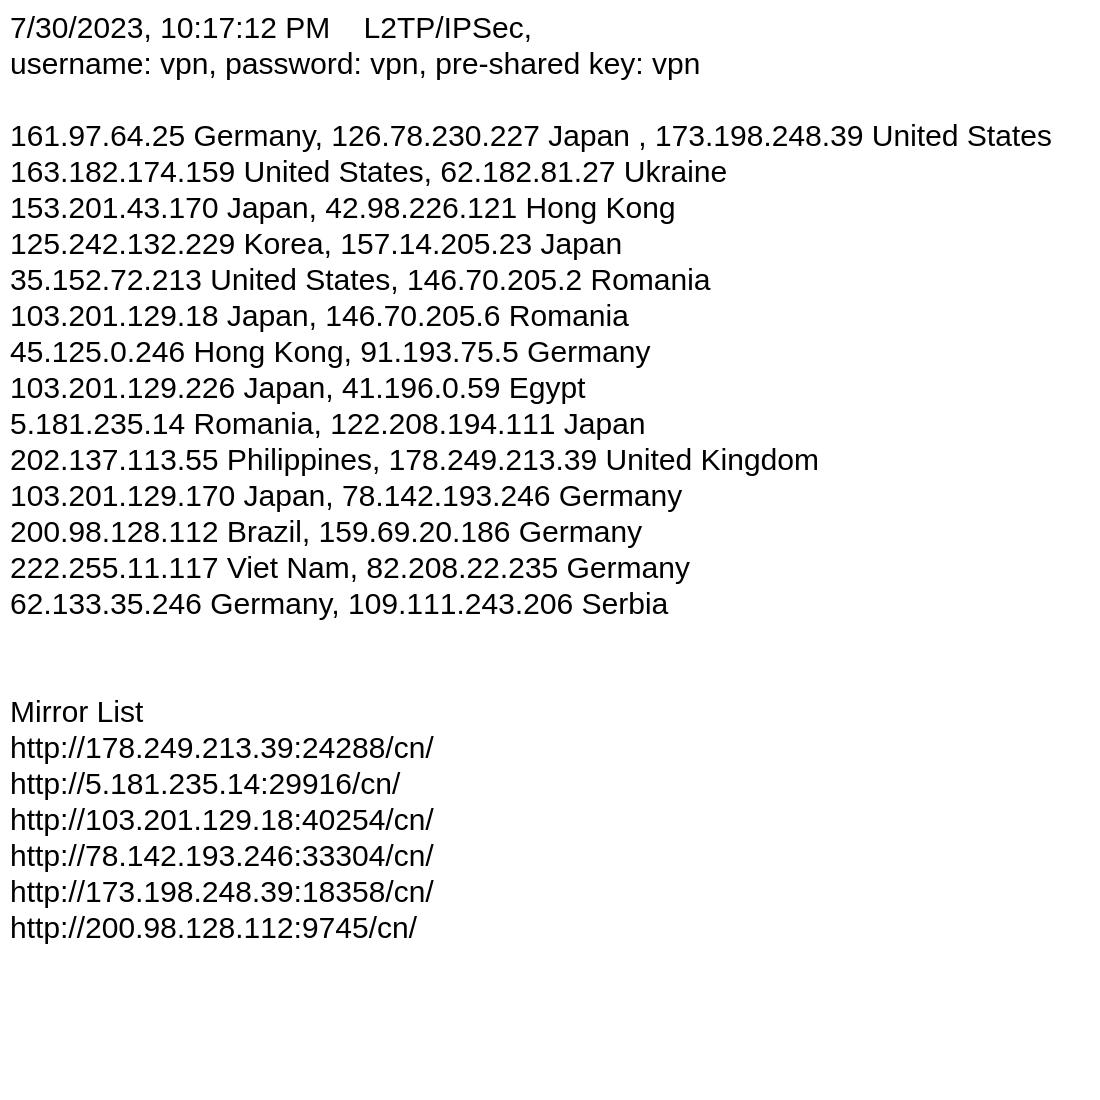 7/30/2023, 10:17:12 PM    L2TP/IPSec,
username: vpn, password: vpn, pre-shared key: vpn
161.97.64.25 Germany, 126.78.230.227 Japan , 173.198.248.39 United States
163.182.174.159 United States, 62.182.81.27 Ukraine
153.201.43.170 Japan, 42.98.226.121 Hong Kong
125.242.132.229 Korea, 157.14.205.23 Japan
35.152.72.213 United States, 146.70.205.2 Romania
103.201.129.18 Japan, 146.70.205.6 Romania
45.125.0.246 Hong Kong, 91.193.75.5 Germany
103.201.129.226 Japan, 41.196.0.59 Egypt
5.181.235.14 Romania, 122.208.194.111 Japan
202.137.113.55 Philippines, 178.249.213.39 United Kingdom
103.201.129.170 Japan, 78.142.193.246 Germany
200.98.128.112 Brazil, 159.69.20.186 Germany
222.255.11.117 Viet Nam, 82.208.22.235 Germany
62.133.35.246 Germany, 109.111.243.206 Serbia
Mirror List
http://178.249.213.39:24288/cn/
http://5.181.235.14:29916/cn/
http://103.201.129.18:40254/cn/
http://78.142.193.246:33304/cn/
http://173.198.248.39:18358/cn/
http://200.98.128.112:9745/cn/